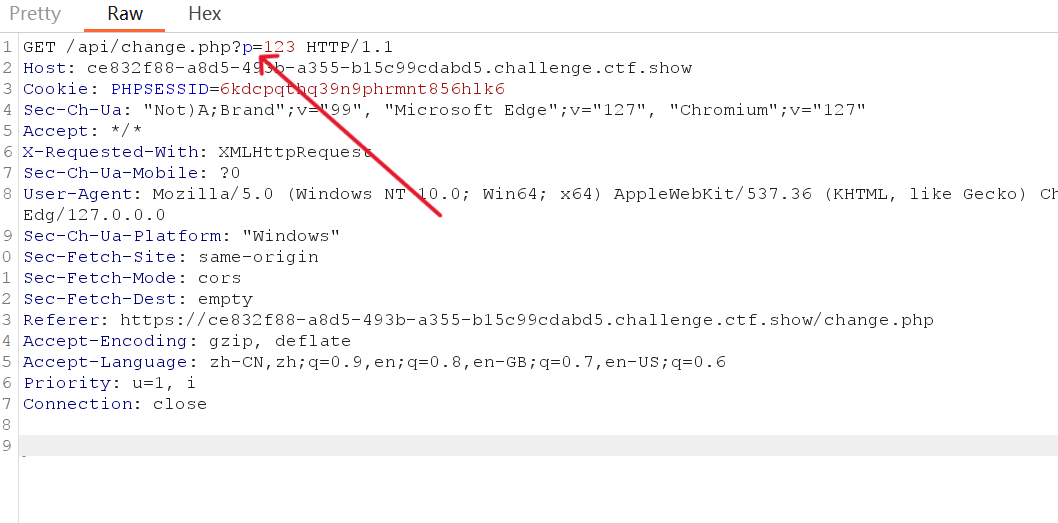 Pretty Raw Hex
1 GET /api/change.php?p=123 HTTP/1.1
2 Host: ce832f88-a8d5-493b-a355-b15c99cdabd5.challenge.ctf.show
3 Cookie: PHPSESSID=6kdcpqthq39n9phrmnt856hlk6
4 Sec-Ch-Ua: "Not)A;Brand";v="99", "Microsoft Edge";v="127", "Chromium";v="127"
5 Accept: */*
6 X-Requested-With: XMLHttpRequest
7 Sec-Ch-Ua-Mobile: ?0
8 User-Agent: Mozilla/5.0 (Windows NT 10.0; Win64; x64) AppleWebKit/537.36 (KHTML, like Gecko) Ch
Edg/127.0.0.0
9 Sec-Ch-Ua-Platform: "Windows"
0 Sec-Fetch-Site: same-origin
1 Sec-Fetch-Mode: cors
2 Sec-Fetch-Dest: empty
3 Referer: https://ce832f88-a8d5-493b-a355-b15c99cdabd5.challenge.ctf.show/change.php
4 Accept-Encoding: gzip, deflate
5 Accept-Language: zh-CN,zh;q=0.9,en;q=0.8,en-GB;q=0.7,en-US;q=0.6
6 Priority: u=1, i
7 Connection: close
8
9